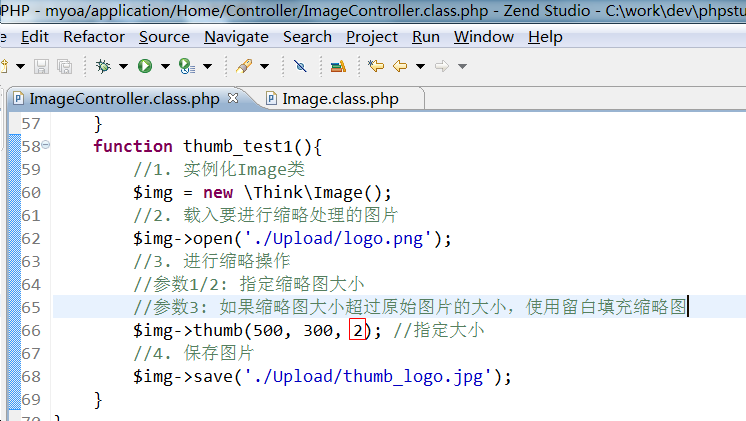 PHP - myoa/application/Home/Controller/ImageController.class.php - Zend Studio - C:\work\dev\phpstu
Edit Refactor Source Navigate Search Project Run Window Help
ImageController.class.php Image.class.php
57 }
58 function thumb_test1(){
59 //1. 实例化Image类
60 $img = new \Think\Image();
61 //2. 载入要进行缩略处理的图片
62 $img->open('./Upload/logo.png');
63 //3. 进行缩略操作
64 //参数1/2: 指定缩略图大小
65 //参数3: 如果缩略图大小超过原始图片的大小，使用留白填充缩略图
66 $img->thumb(500, 300, 2); //指定大小
67 //4. 保存图片
68 $img->save('./Upload/thumb_logo.jpg');
69 }